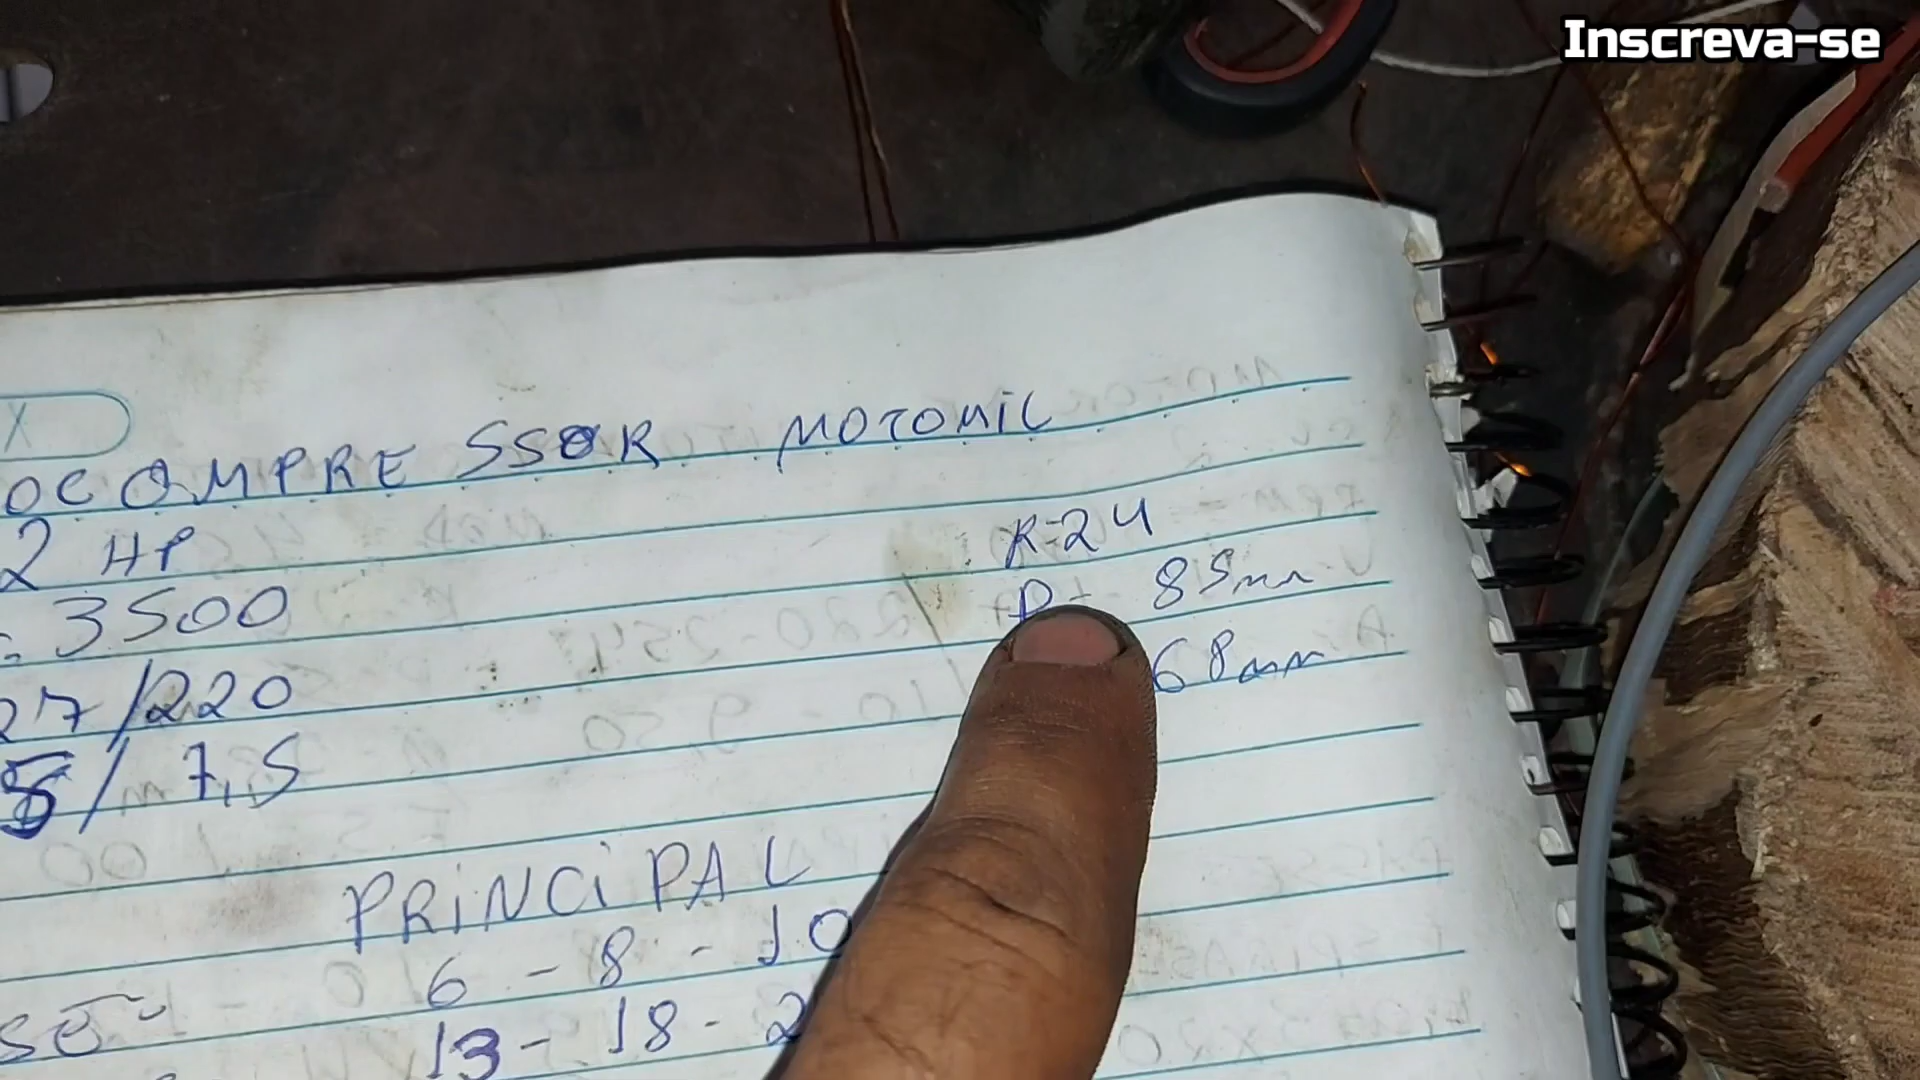 Inscreva-se
X
OCOMPRESSOR MOTOMIL
2 HP
R-24
: 3500
D - 85mm
27/220
68mm
5/7,5
PRiNCiPAL
6 - 8 - 10
13 - 18 - 2